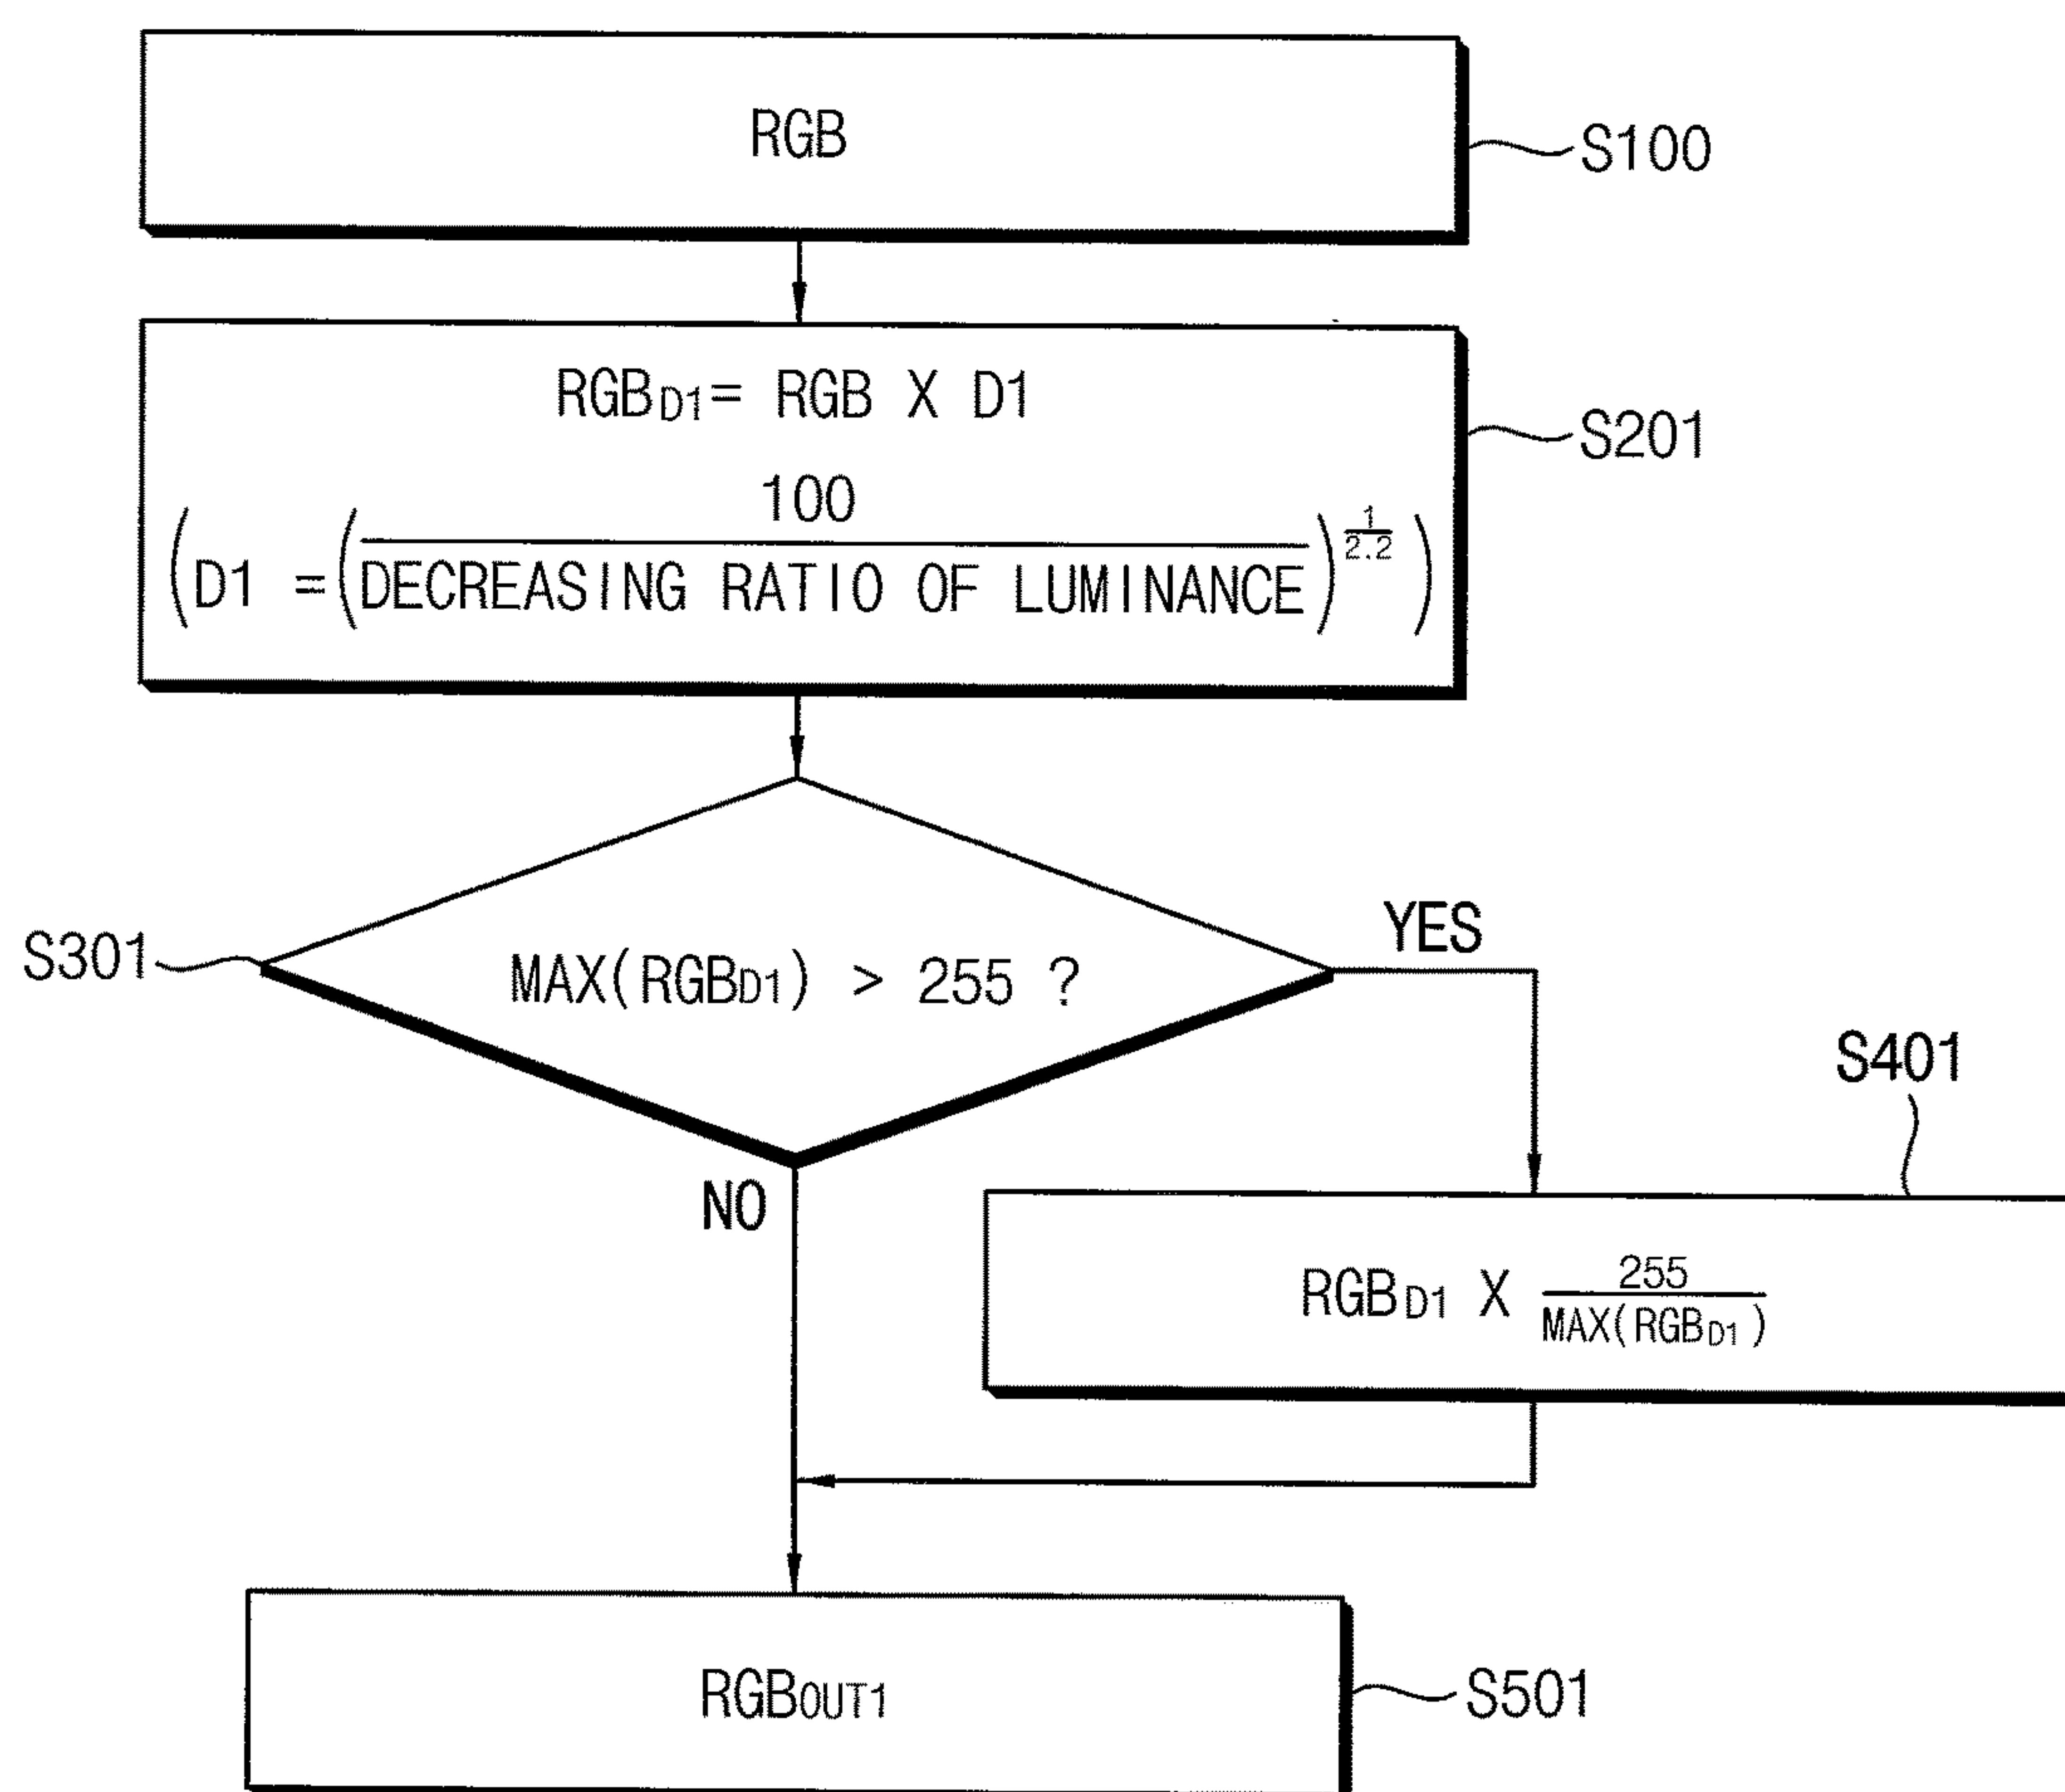 RGB
S100
RGBD1= RGB X D1
S201
100
(D1 =(DECREASING RATIO OF LUMINANCE)
1
2.2
)
S301
MAX(RGBD1) > 255 ?
YES
NO
S401
RGBD1 X
255
MAX(RGBD1)
RGBOUT1
S501